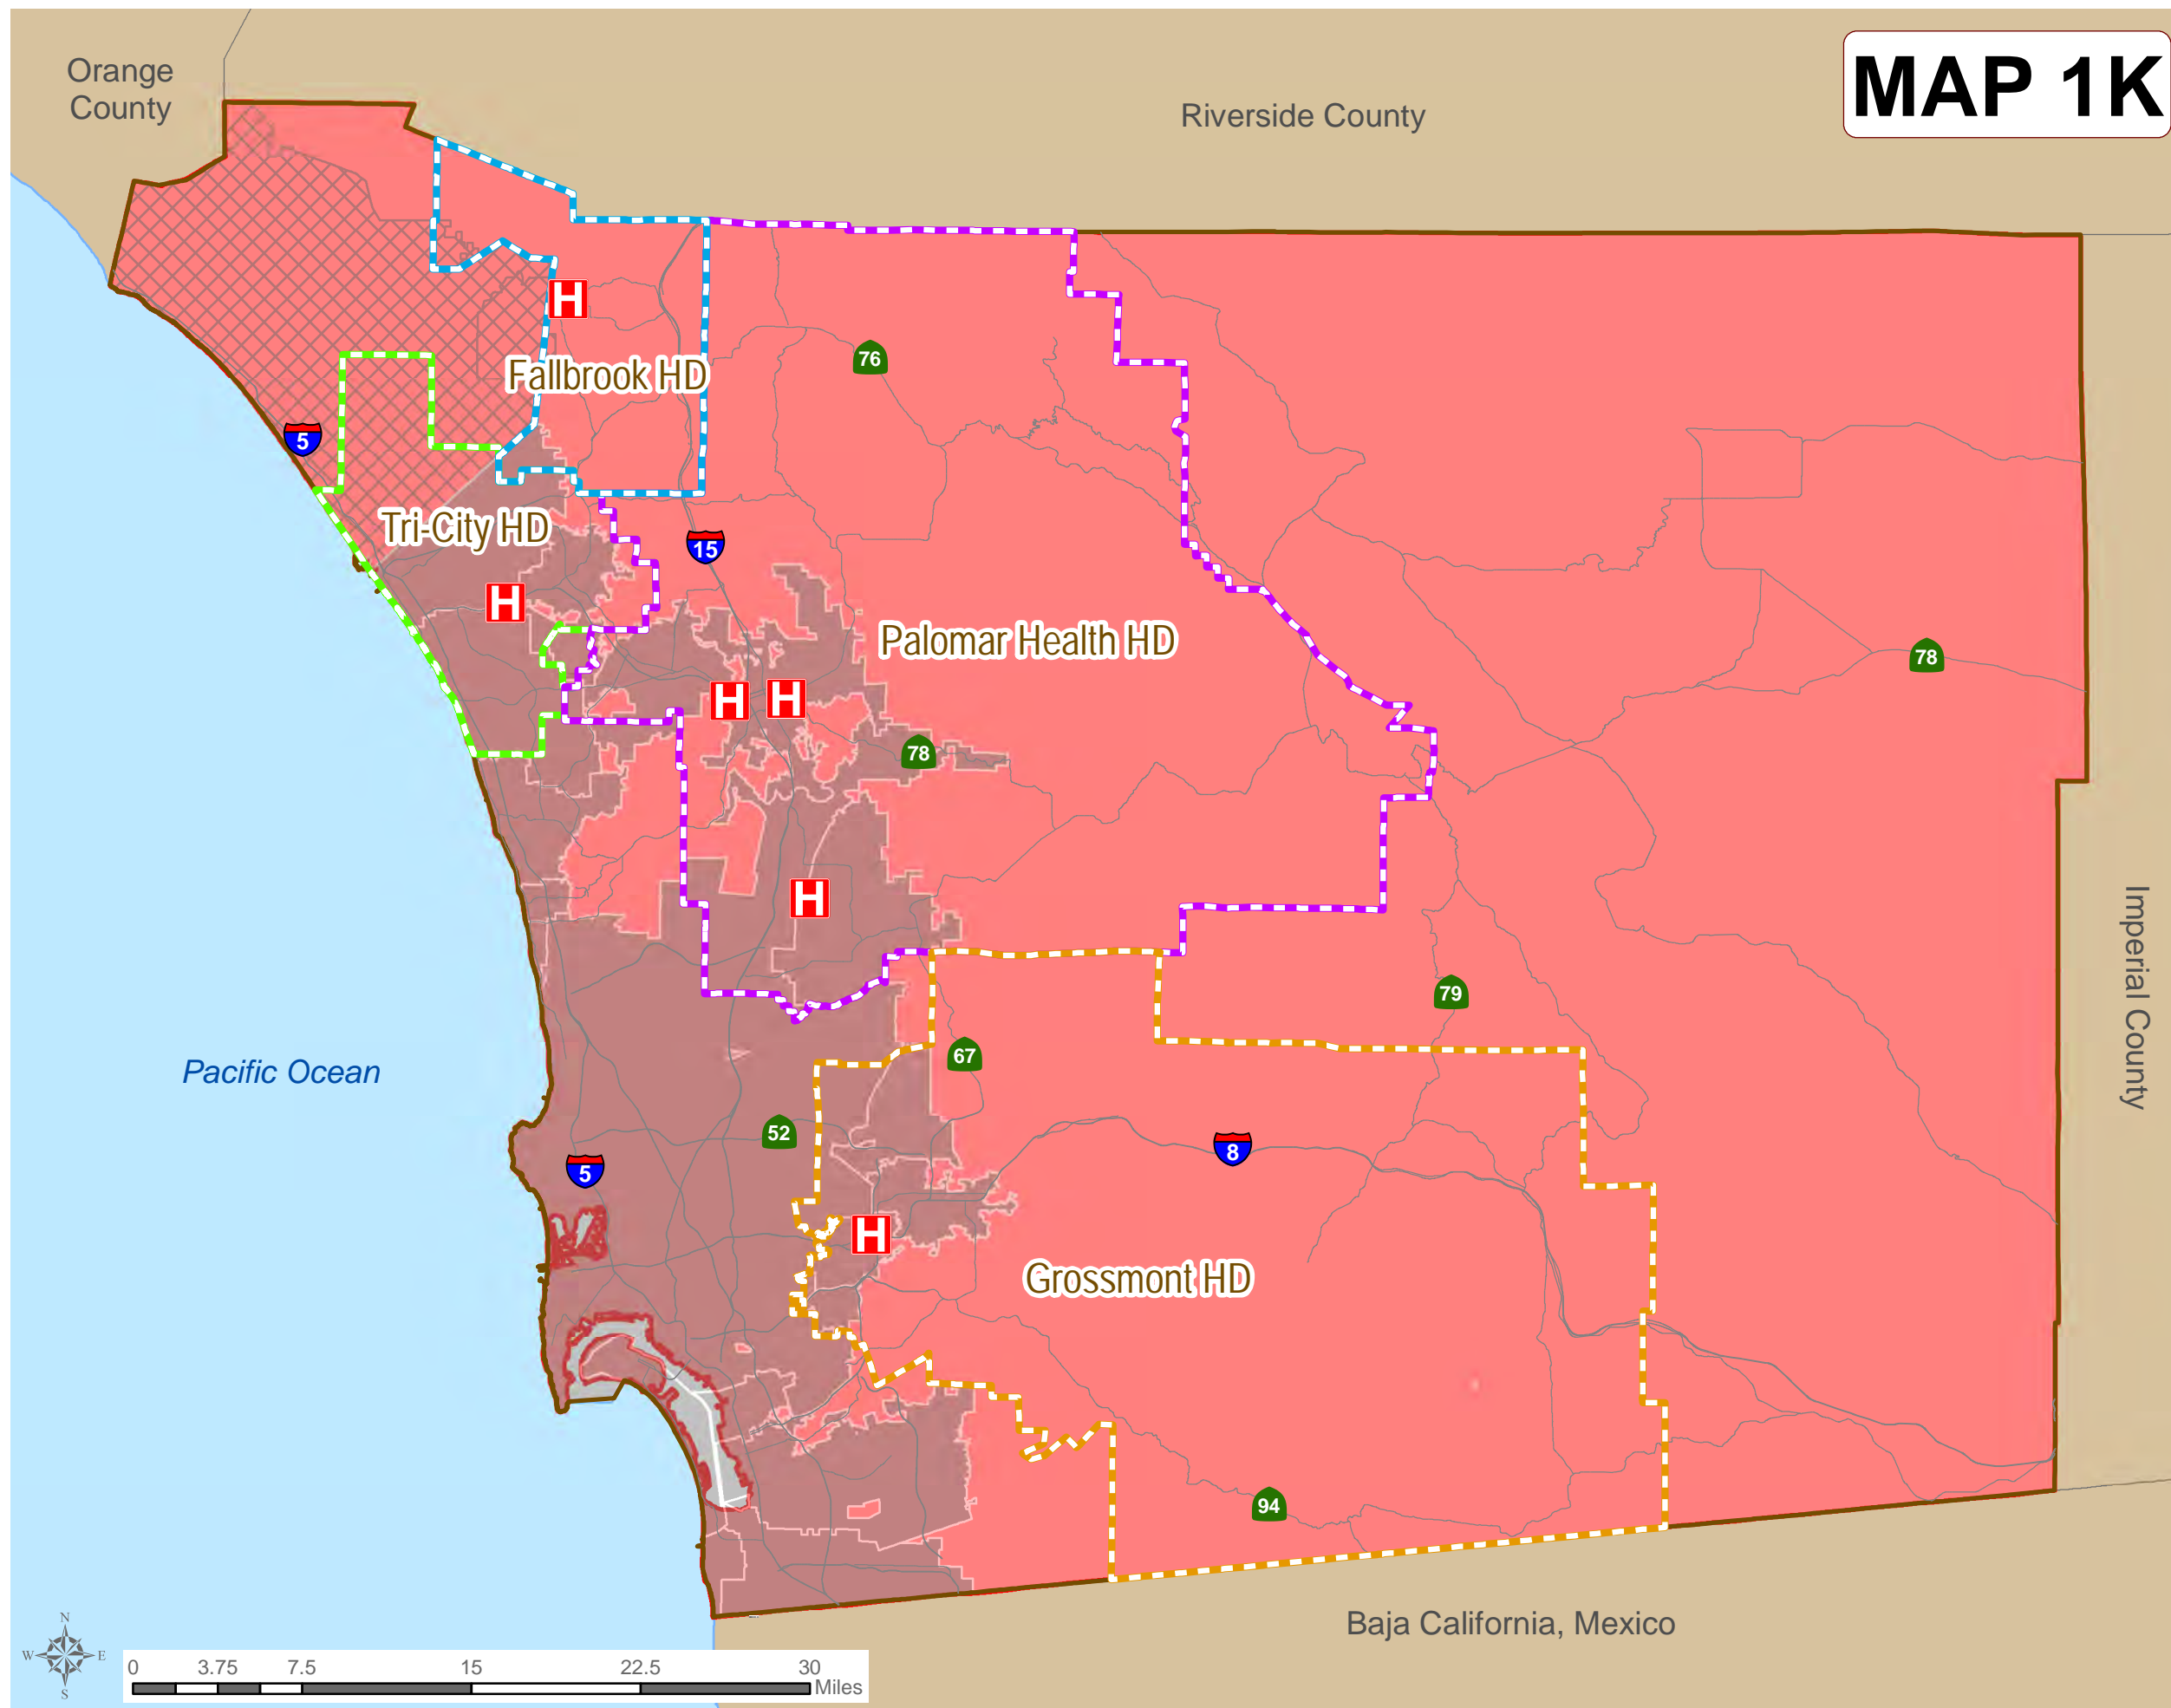 MAP 1K
Orange
County
Riverside County
H
Fallbrook HD
76
5
Tri-City HD
15
H
Palomar Health HD
78
H
H
78
H
Imperial County
79
67
Pacific Ocean
52
8
5
H
Grossmont HD
94
Baja California, Mexico
N
W
E
S
0
3.75
7.5
15
22.5
30
Miles